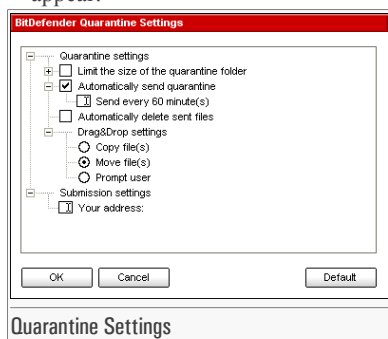 appear.
BitDefender Quarantine Settings
Quarantine settings
Limit the size of the quarantine folder
Automatically send quarantine
Send every 60 minute(s)
Automatically delete sent files
Drag&Drop settings
Copy file(s)
Move file(s)
Prompt user
Submission settings
Your address:
OK Cancel Default
Quarantine Settings